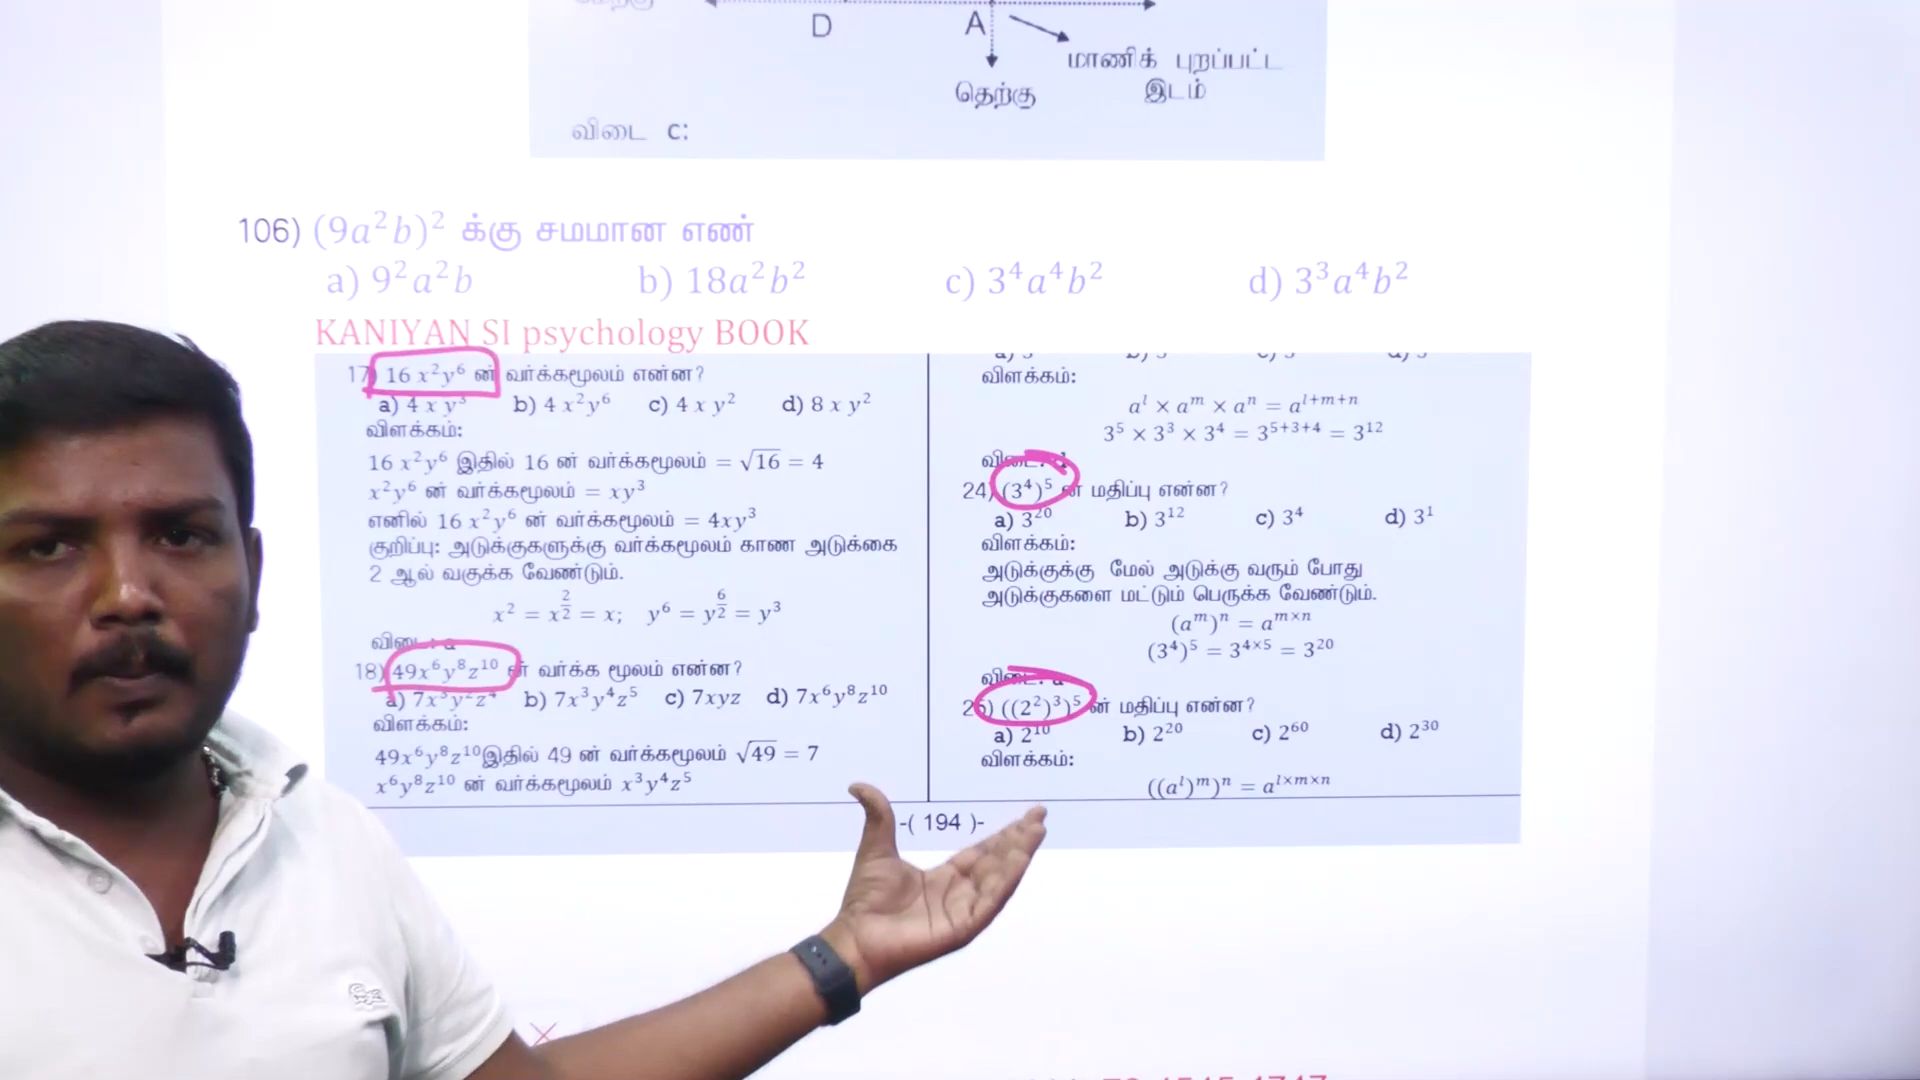 D
A
மாணிக் புறப்பட்ட
இடம்
தெற்கு
விடை c:
106) (9a²b)² க்கு சமமான எண்
a) 9²a²b b) 18a²b² c) 3⁴a⁴b² d) 3³a⁴b²
KANIYAN SI psychology BOOK
17) 16 x²y⁶ ன் வர்க்கமூலம் என்ன?
a) 4 x y³ b) 4 x²y⁶ c) 4 x y² d) 8 x y²
விளக்கம்:
16 x²y⁶ இதில் 16 ன் வர்க்கமூலம் = √16 = 4
x²y⁶ ன் வர்க்கமூலம் = xy³
எனில் 16 x²y⁶ ன் வர்க்கமூலம் = 4xy³
குறிப்பு: அடுக்குகளுக்கு வர்க்கமூலம் காண அடுக்கை
2 ஆல் வகுக்க வேண்டும்.
x² = x^(2/2) = x; y⁶ = y^(6/2) = y³
விடை: a
18) 49x⁶y⁸z¹⁰ ன் வர்க்க மூலம் என்ன?
a) 7x³y²z⁴ b) 7x³y⁴z⁵ c) 7xyz d) 7x⁶y⁸z¹⁰
விளக்கம்:
49x⁶y⁸z¹⁰இதில் 49 ன் வர்க்கமூலம் √49 = 7
x⁶y⁸z¹⁰ ன் வர்க்கமூலம் x³y⁴z⁵
விளக்கம்:
aˡ × aᵐ × aⁿ = aˡ⁺ᵐ⁺ⁿ
3⁵ × 3³ × 3⁴ = 3⁵⁺³⁺⁴ = 3¹²
விடை: d
24) (3⁴)⁵ ன் மதிப்பு என்ன?
a) 3²⁰ b) 3¹² c) 3⁴ d) 3¹
விளக்கம்:
அடுக்குக்கு மேல் அடுக்கு வரும் போது
அடுக்குகளை மட்டும் பெருக்க வேண்டும்.
(aᵐ)ⁿ = aᵐˣⁿ
(3⁴)⁵ = 3⁴ˣ⁵ = 3²⁰
விடை: a
25) ((2²)³)⁵ ன் மதிப்பு என்ன?
a) 2¹⁰ b) 2²⁰ c) 2⁶⁰ d) 2³⁰
விளக்கம்:
((aˡ)ᵐ)ⁿ = aˡˣᵐˣⁿ
-( 194 )-